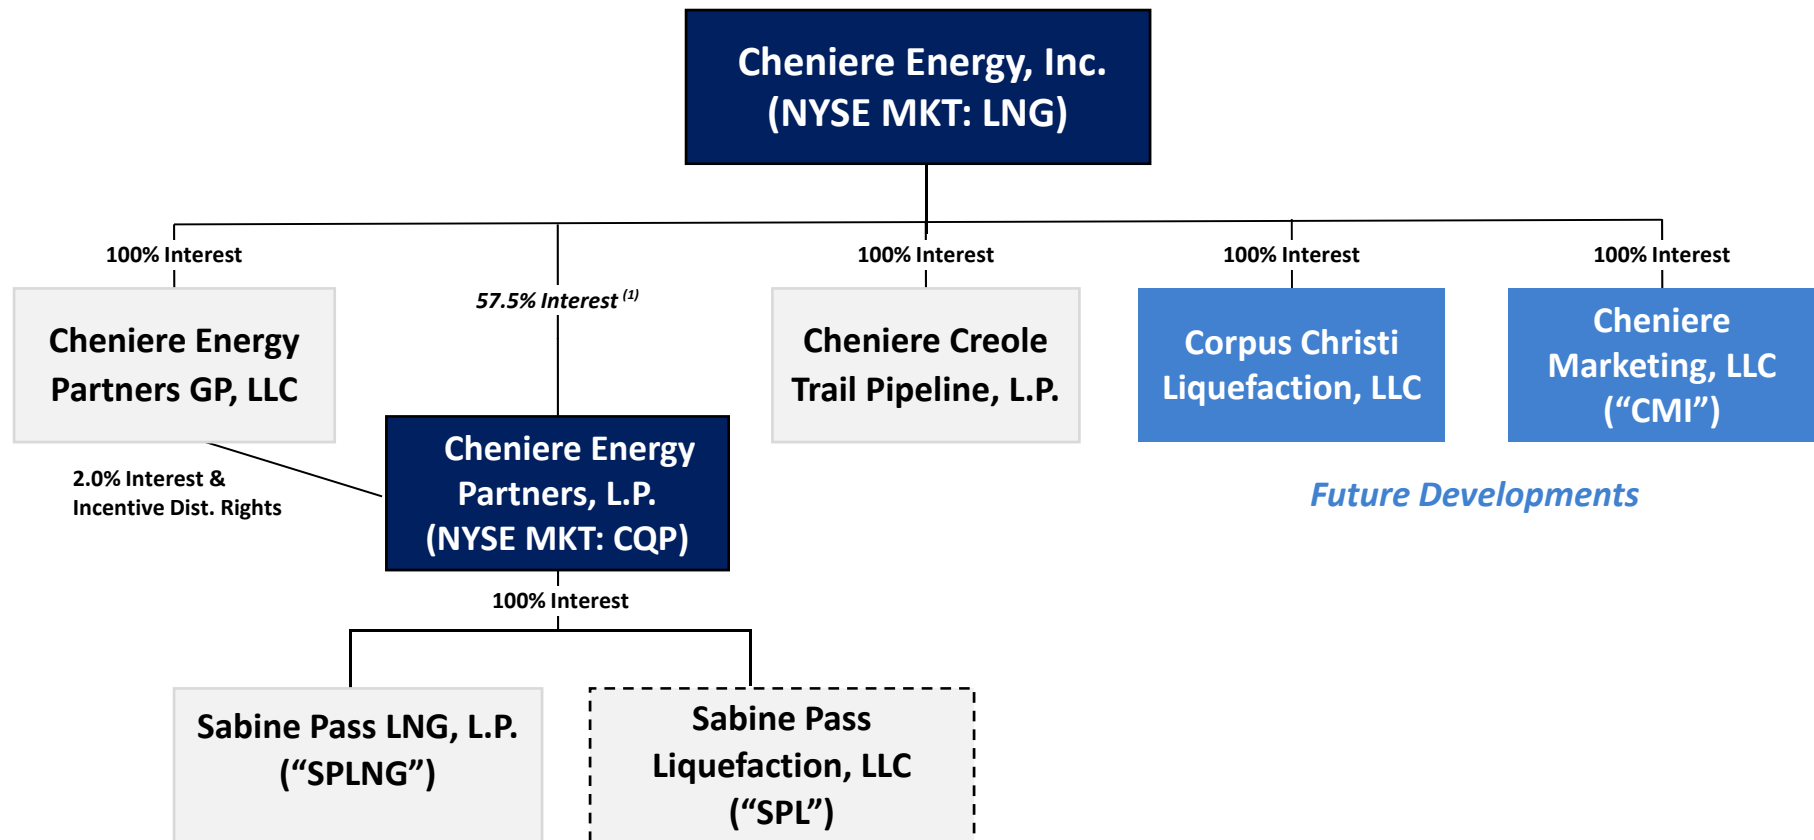 Cheniere Energy, Inc.
(NYSE MKT: LNG)
100% Interest
57.5% Interest (1)
100% Interest
100% Interest
100% Interest
Cheniere Energy
Partners GP, LLC
Cheniere Creole
Trail Pipeline, L.P.
Corpus Christi
Liquefaction, LLC
Cheniere
Marketing, LLC
(“CMI”)
2.0% Interest &
Incentive Dist. Rights
Cheniere Energy
Partners, L.P.
(NYSE MKT: CQP)
Future Developments
100% Interest
Sabine Pass LNG, L.P.
(“SPLNG”)
Sabine Pass
Liquefaction, LLC
(“SPL”)